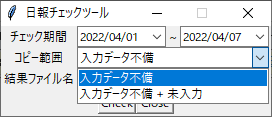 日報チェックツール
チェック期間 2022/04/01 ~ 2022/04/07
コピー範囲 入力データ不備
結果ファイル名 入力データ不備
入力データ不備 + 未入力
Check Close